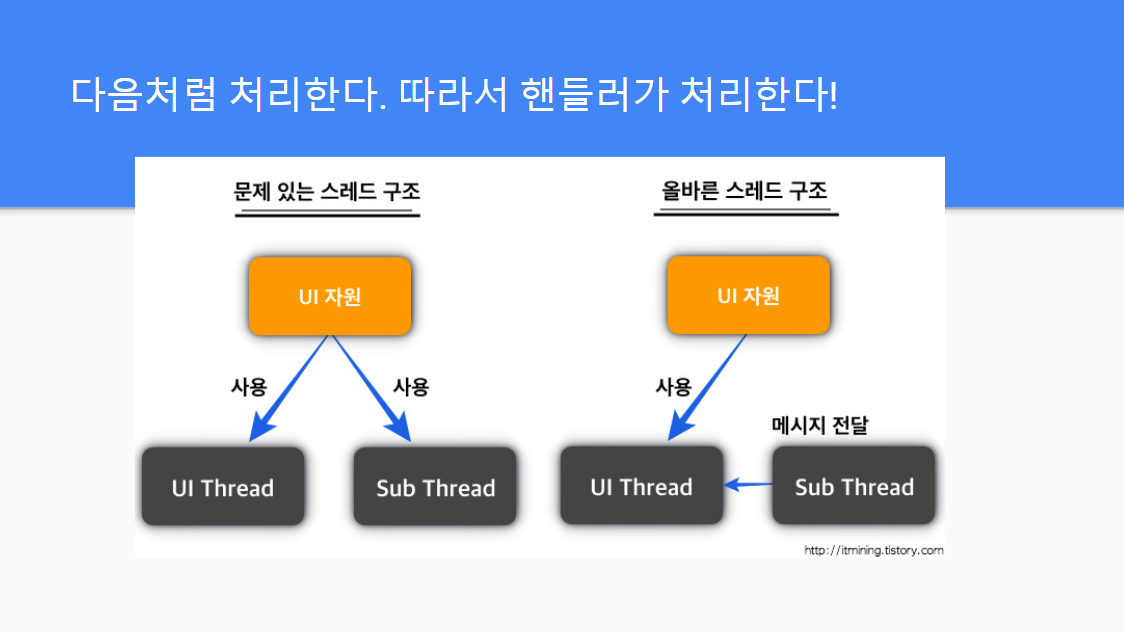 다음처럼 처리한다. 따라서 핸들러가 처리한다!
문제 있는 스레드 구조
UI 자원
사용
사용
UI Thread
Sub Thread
올바른 스레드 구조
UI 자원
사용
메시지 전달
UI Thread
Sub Thread
http://itmining.tistory.com